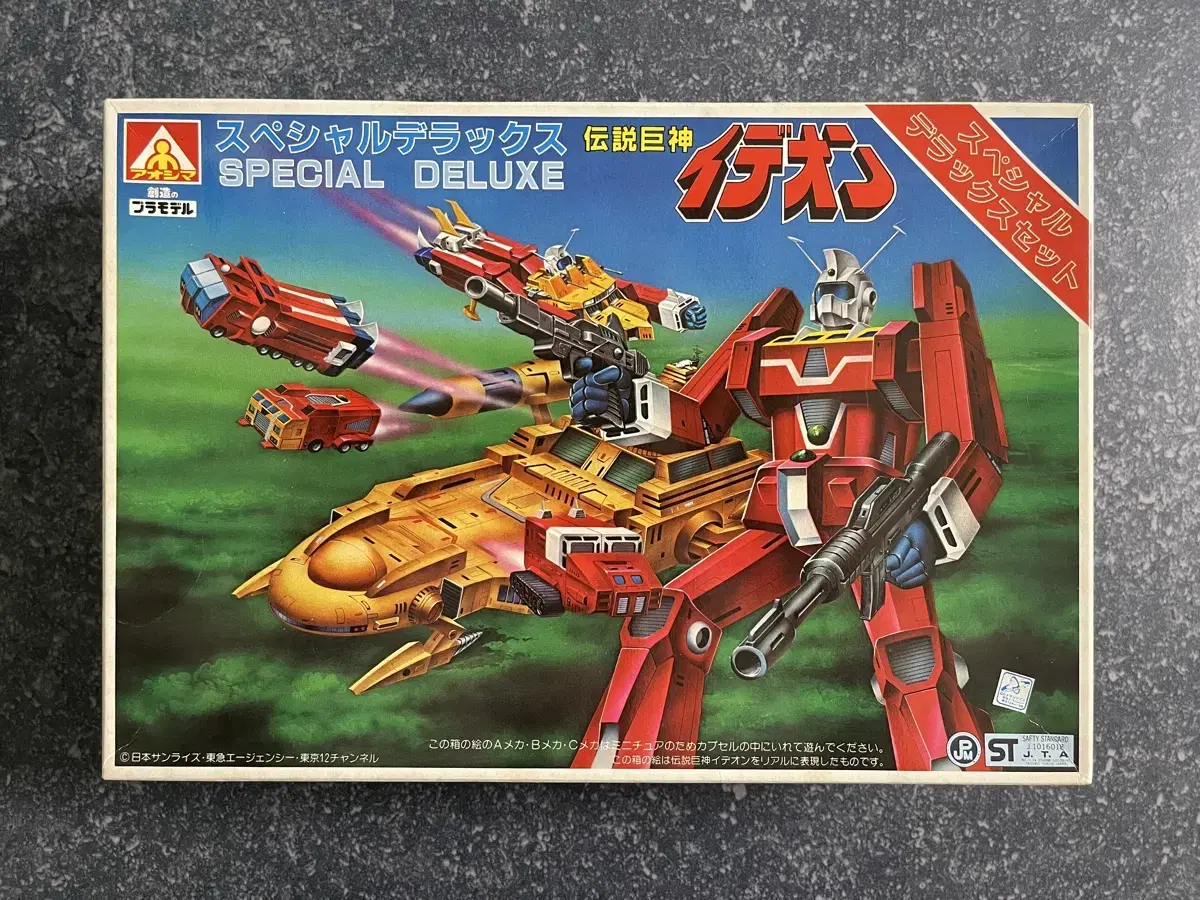 アオシマ
創造の
プラモデル
スペシャルデラックス
SPECIAL DELUXE
伝説巨神
イデオン
スペシャル
デラックスセット
この箱の絵のAメカ・Bメカ・Cメカはミニチュアのためカプセルの中にいれて遊んでください。
この箱の絵は伝説巨神イデオンをリアルに表現したものです。
©日本サンライズ・東急エージェンシー・東京12チャンネル
PJM
ST
SAFTY STANDARD
J.T.A